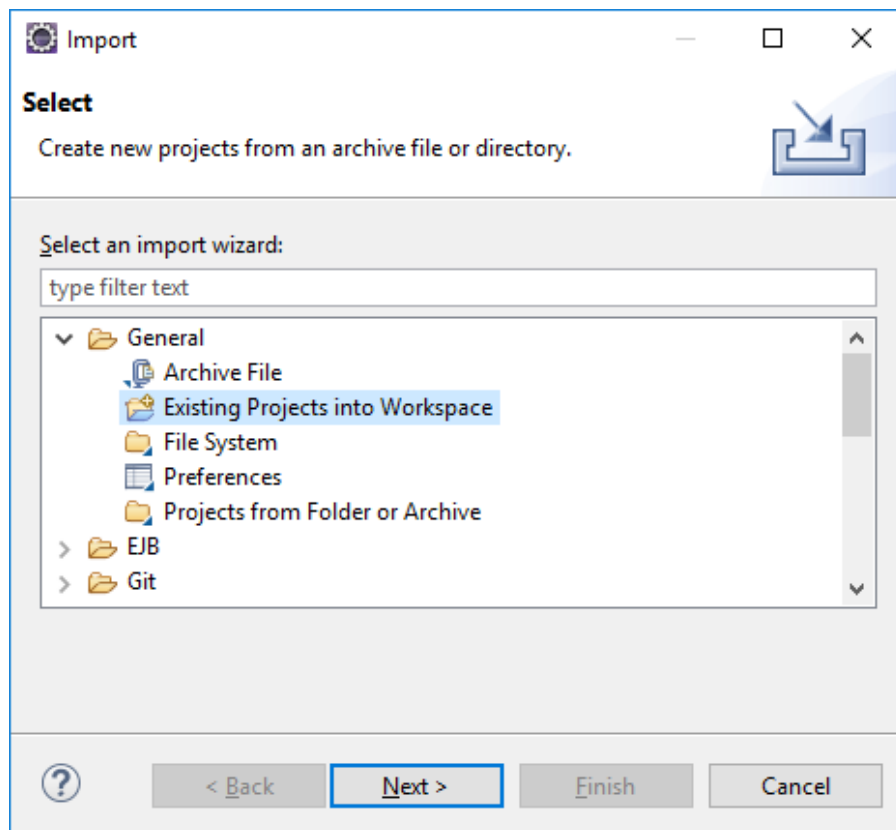 Import
Select
Create new projects from an archive file or directory.
Select an import wizard:
type filter text
General
Archive File
Existing Projects into Workspace
File System
Preferences
Projects from Folder or Archive
EJB
Git
? < Back Next > Finish Cancel